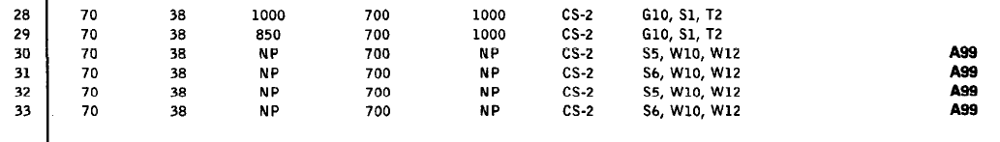 28 70 38 1000 700 1000 CS-2 G10, S1, T2
29 70 38 850 700 1000 CS-2 G10, S1, T2
30 70 38 NP 700 NP CS-2 S5, W10, W12 A99
31 70 38 NP 700 NP CS-2 S6, W10, W12 A99
32 70 38 NP 700 NP CS-2 S5, W10, W12 A99
33 70 38 NP 700 NP CS-2 S6, W10, W12 A99